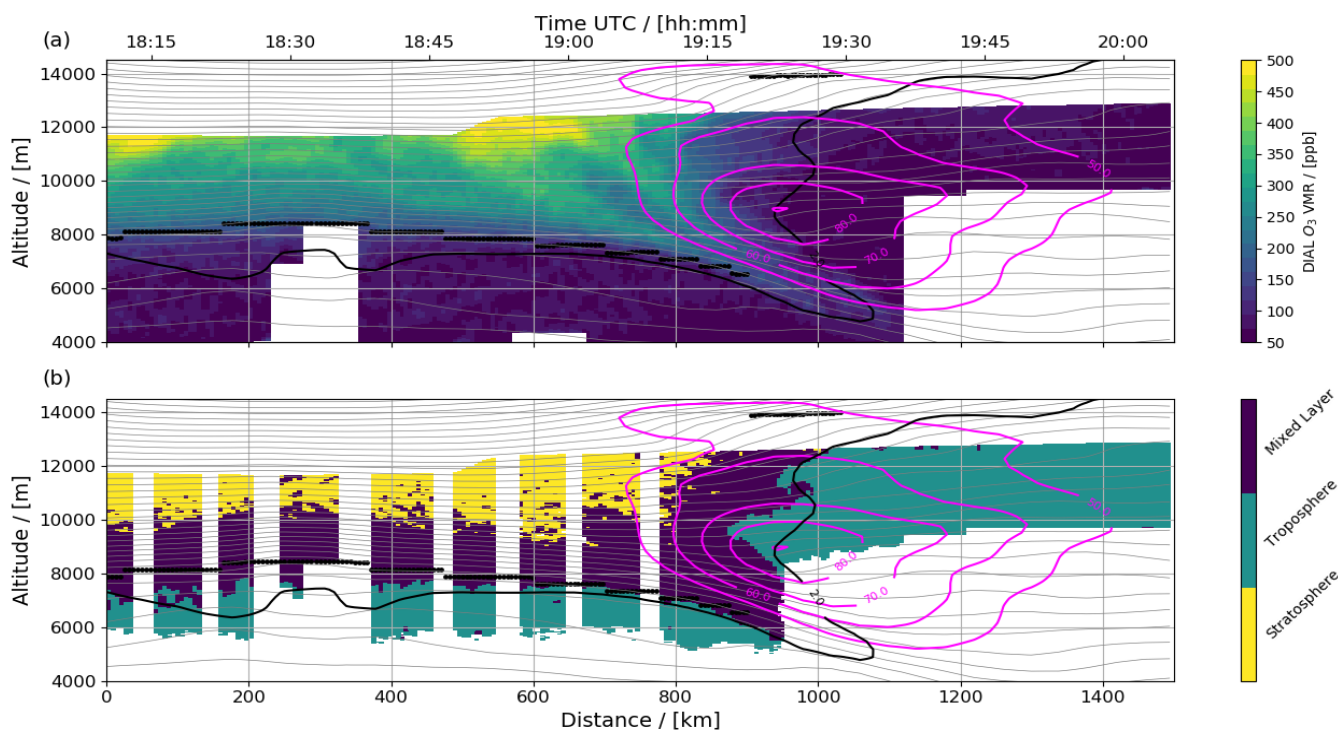 Time UTC / [hh:mm]
(a)
18:15 18:30 18:45 19:00 19:15 19:30 19:45 20:00
14000
12000
10000
8000
6000
4000
Altitude / [m]
50.0
80.0
70.0
60.0
500
450
400
350
300
250
200
150
100
50
DIAL O3 VMR / [ppb]
(b)
14000
12000
10000
8000
6000
4000
Altitude / [m]
50.0
80.0
70.0
60.0
2.0
Mixed Layer
Troposphere
Stratosphere
0 200 400 600 800 1000 1200 1400
Distance / [km]